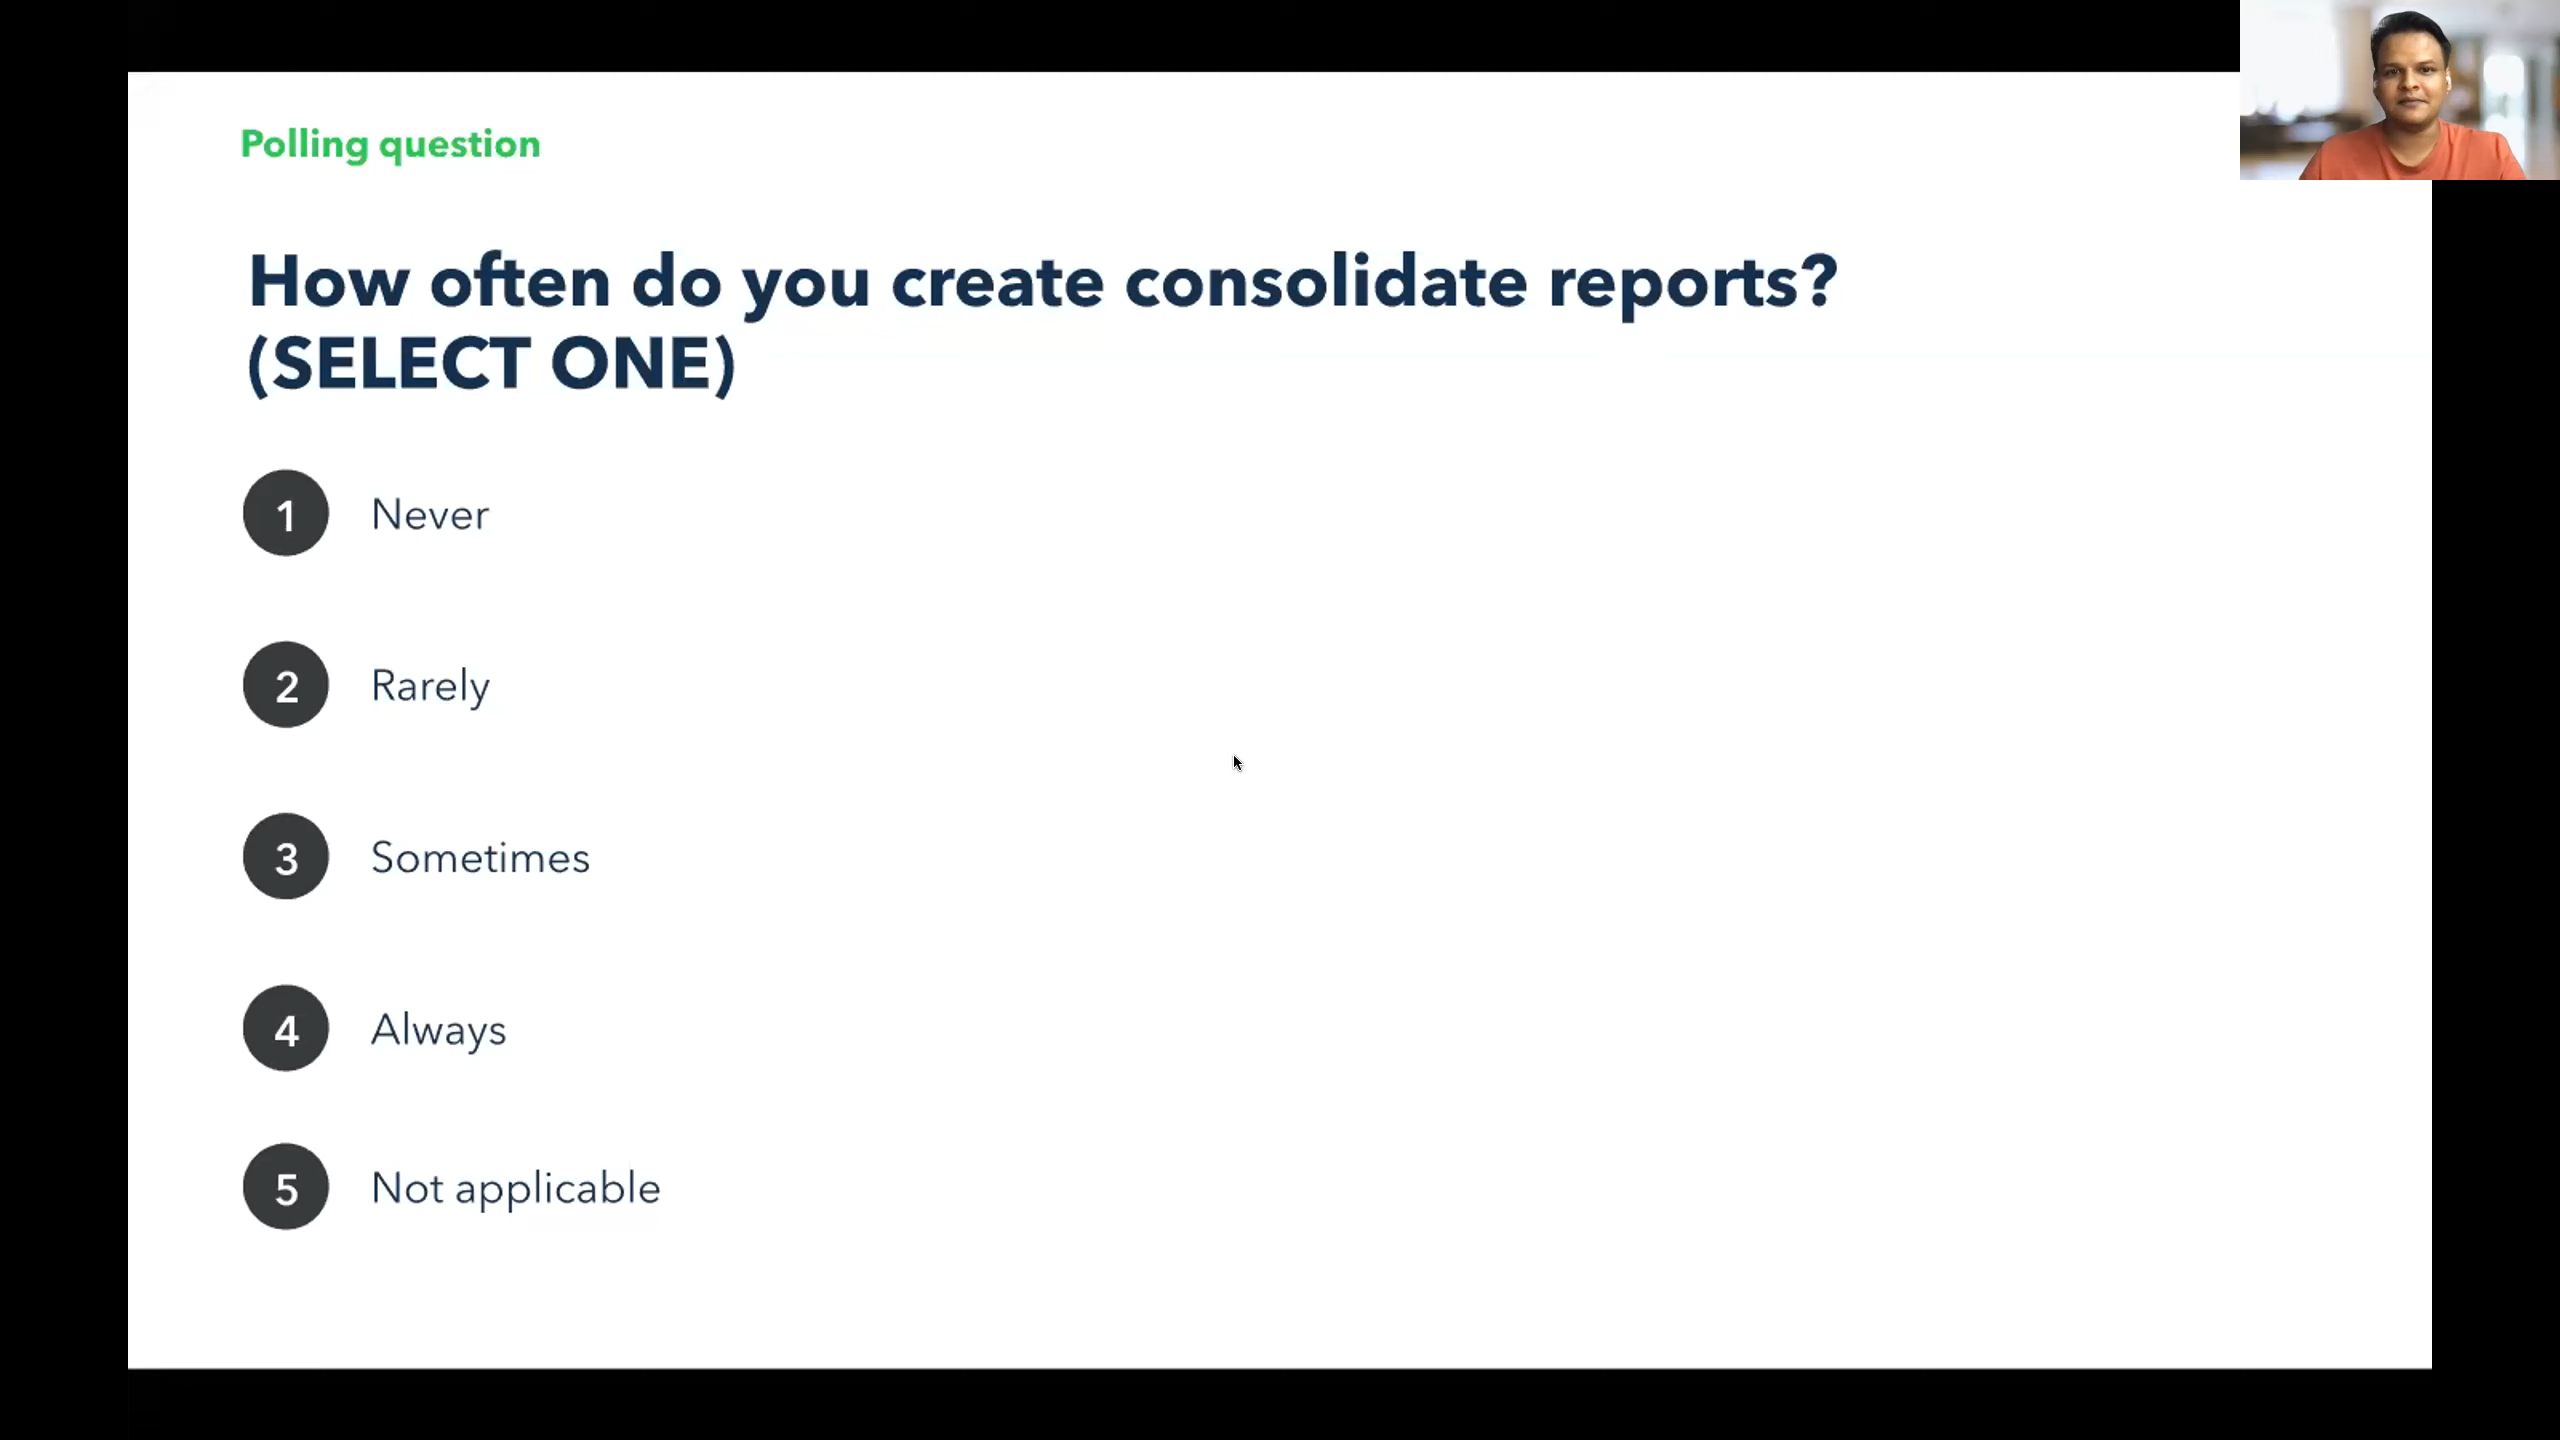 Polling question
How often do you create consolidate reports?
(SELECT ONE)
1 Never
2 Rarely
3 Sometimes
4 Always
5 Not applicable